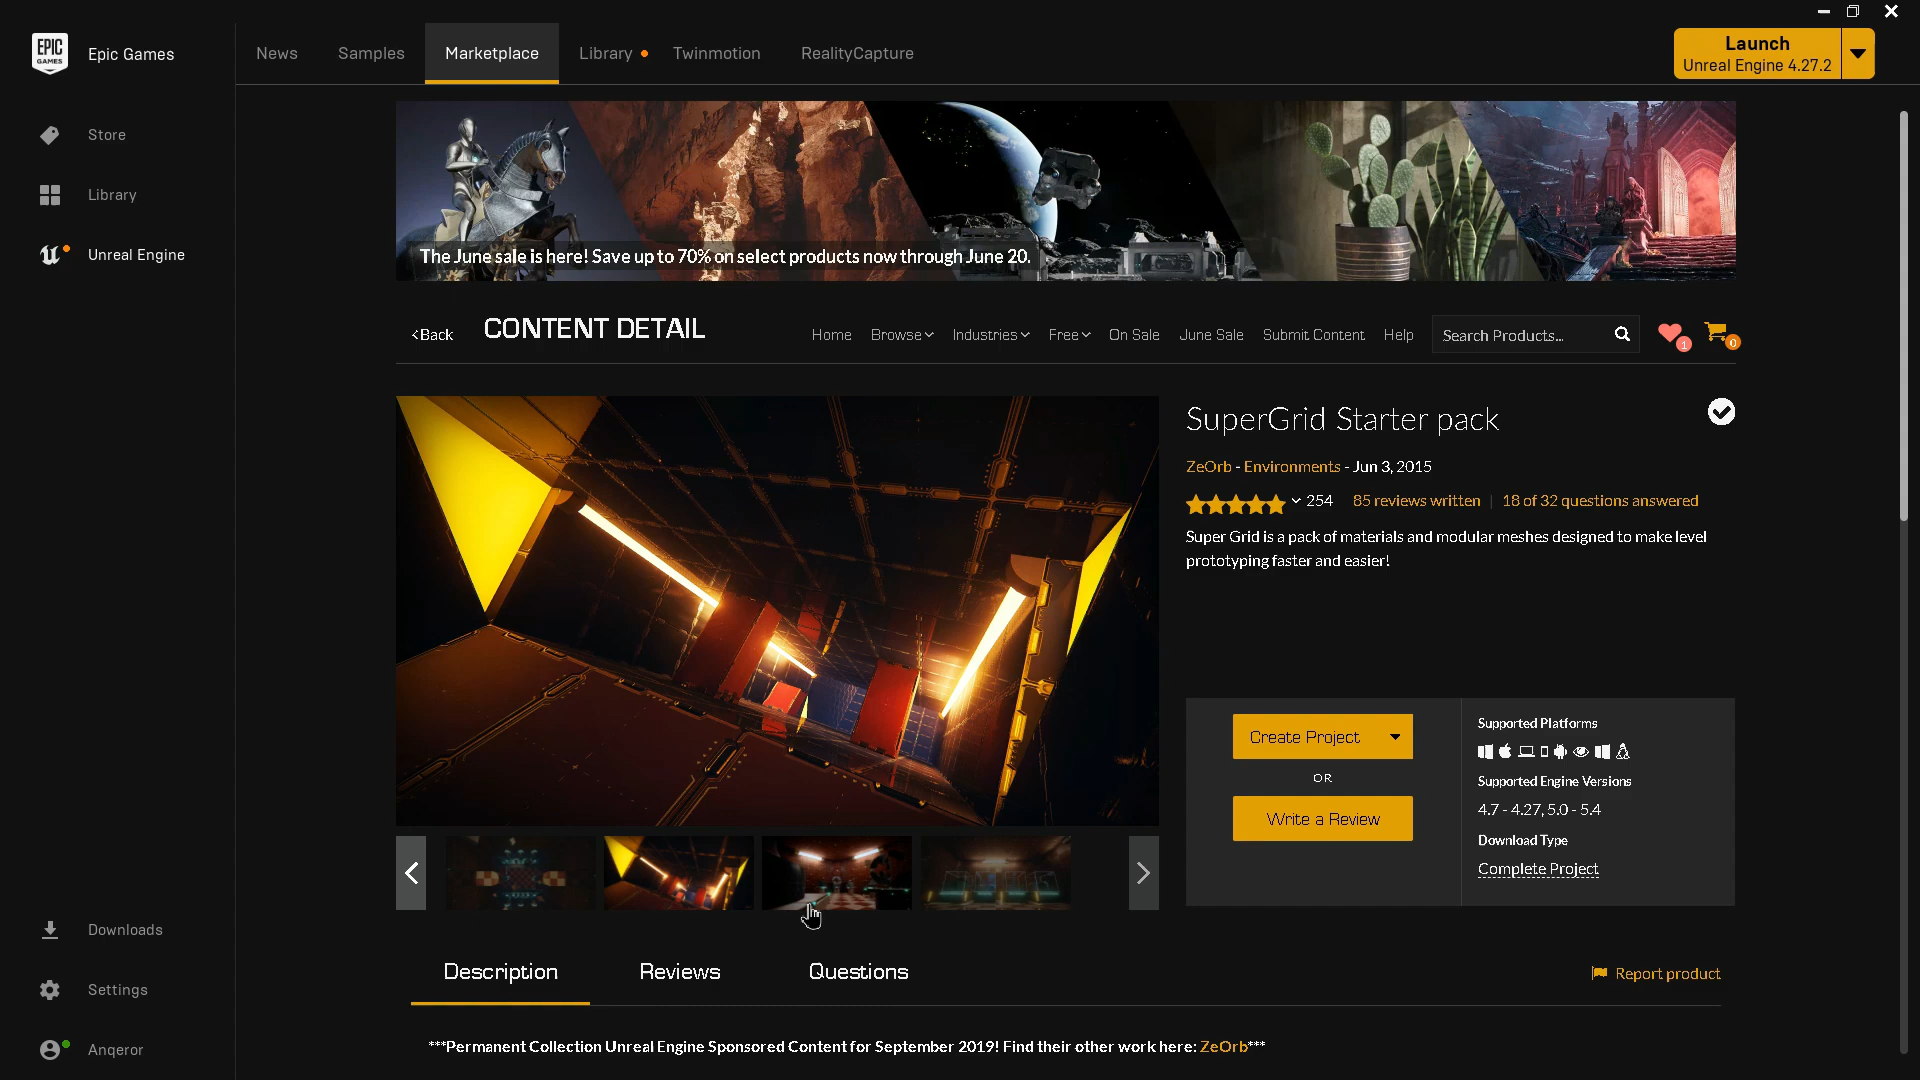 EPIC
GAMES
Epic Games
News
Samples
Marketplace
Library
Twinmotion
RealityCapture
Launch
Unreal Engine 4.27.2
Store
Library
Unreal Engine
The June sale is here! Save up to 70% on select products now through June 20.
<Back
CONTENT DETAIL
Home
Browse
Industries
Free
On Sale
June Sale
Submit Content
Help
Search Products...
1
0
SuperGrid Starter pack
ZeOrb - Environments - Jun 3, 2015
254
85 reviews written | 18 of 32 questions answered
Super Grid is a pack of materials and modular meshes designed to make level
prototyping faster and easier!
Create Project
OR
Write a Review
Supported Platforms
Supported Engine Versions
4.7 - 4.27, 5.0 - 5.4
Download Type
Complete Project
Description
Reviews
Questions
Report product
***Permanent Collection Unreal Engine Sponsored Content for September 2019! Find their other work here: ZeOrb***
Downloads
Settings
Anqeror